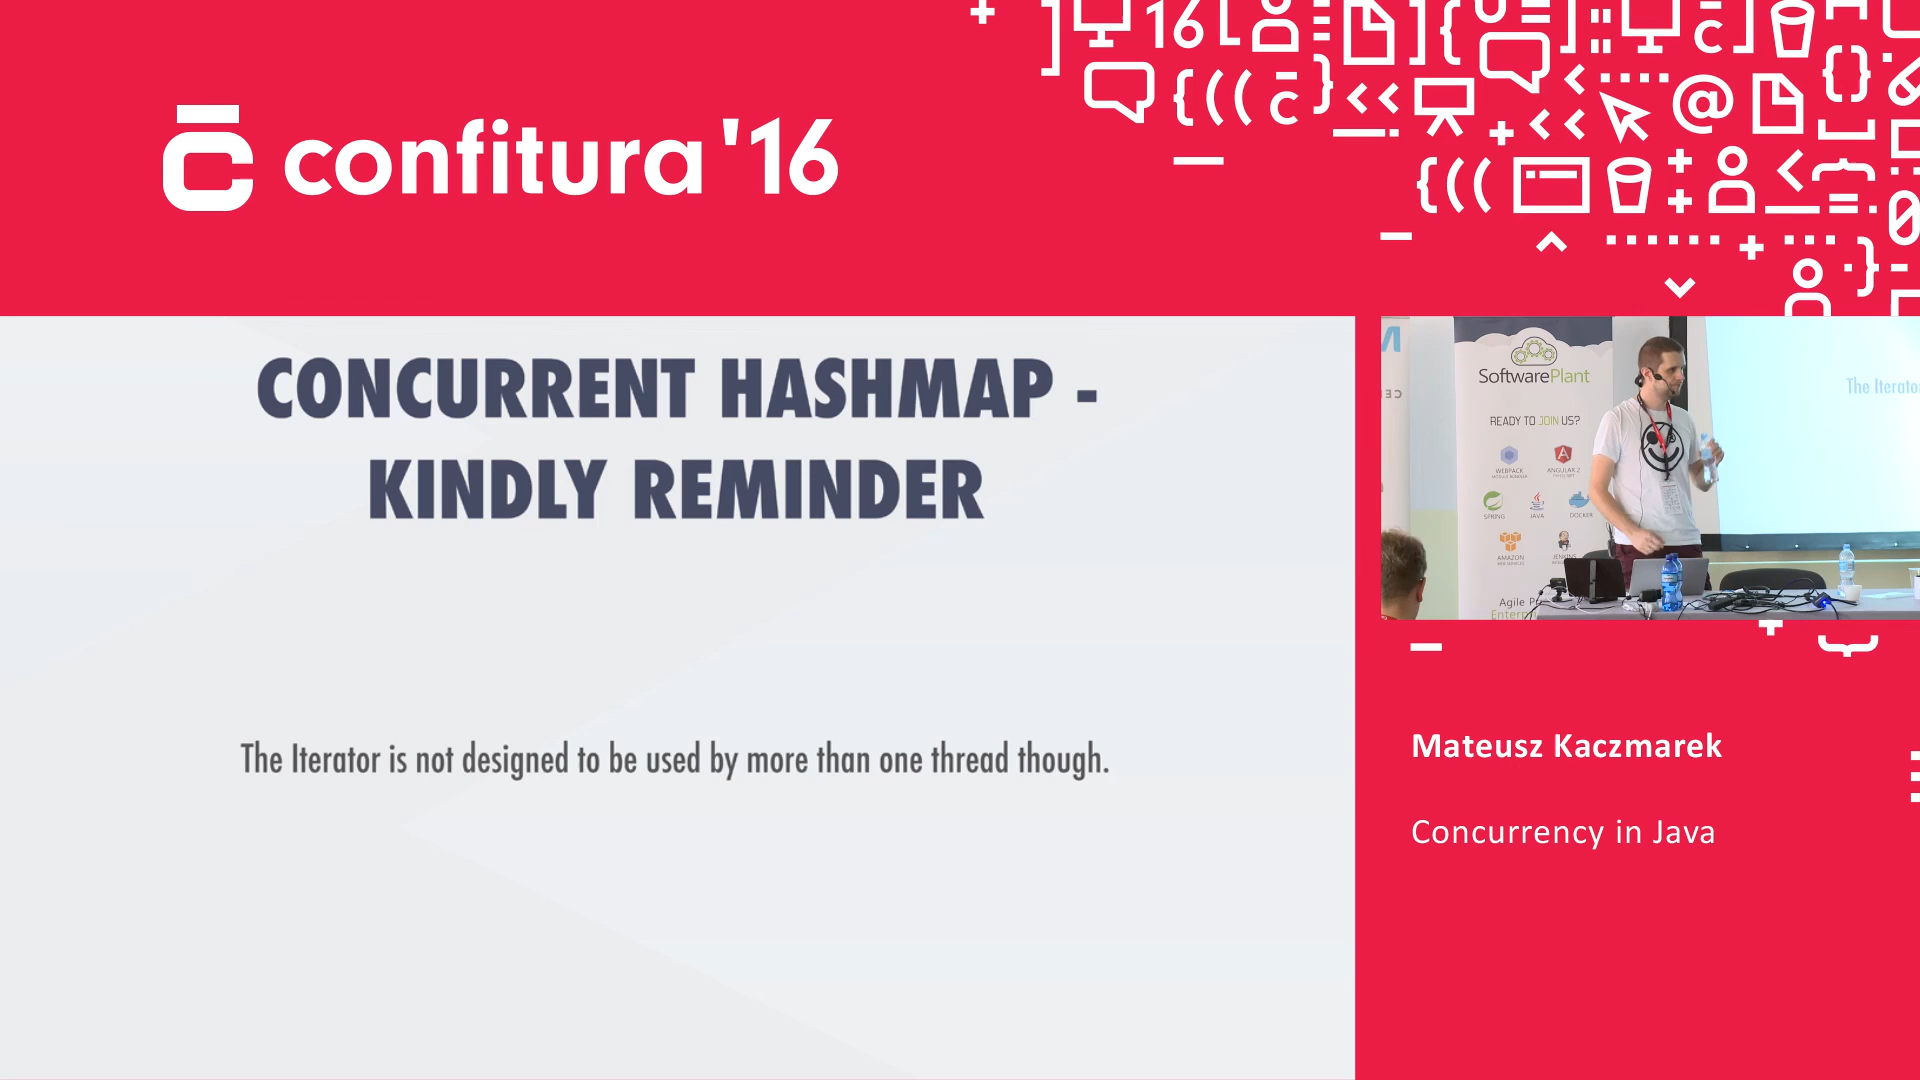 confitura '16
CONCURRENT HASHMAP -
KINDLY REMINDER
The Iterator is not designed to be used by more than one thread though.
SoftwarePlant
READY TO JOIN US?
WEBPACK
ANGULAR 2
SPRING
JAVA
DOCKER
AMAZON
Agile
The Iterato
Mateusz Kaczmarek
Concurrency in Java